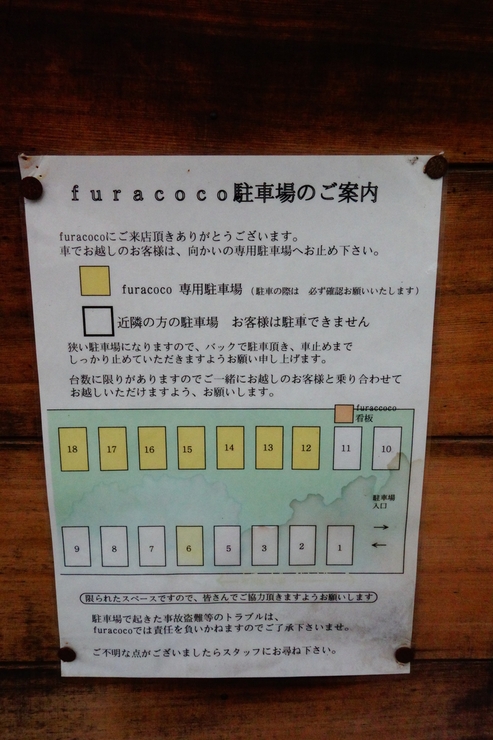 furacoco駐車場のご案内
furacocoにご来店頂きありがとうございます。
車でお越しのお客様は、向かいの専用駐車場へお止め下さい。
furacoco 専用駐車場 (駐車の際は 必ず確認お願いいたします)
近隣の方の駐車場 お客様は駐車できません
狭い駐車場になりますので、バックで駐車頂き、車止めまで
しっかり止めていただきますようお願い申し上げます。
台数に限りがありますのでご一緒にお越しのお客様と乗り合わせて
お越しいただけますよう、お願いします。
furaccoco
看板
18 17 16 15 14 13 12 11 10
駐車場
入口
→
←
9 8 7 6 5 3 2 1
限られたスペースですので、皆さんでご協力頂きますようお願いします
駐車場で起きた事故盗難等のトラブルは、
furacocoでは責任を負いかねますのでご了承下さいませ。
ご不明な点がございましたらスタッフにお尋ね下さい。